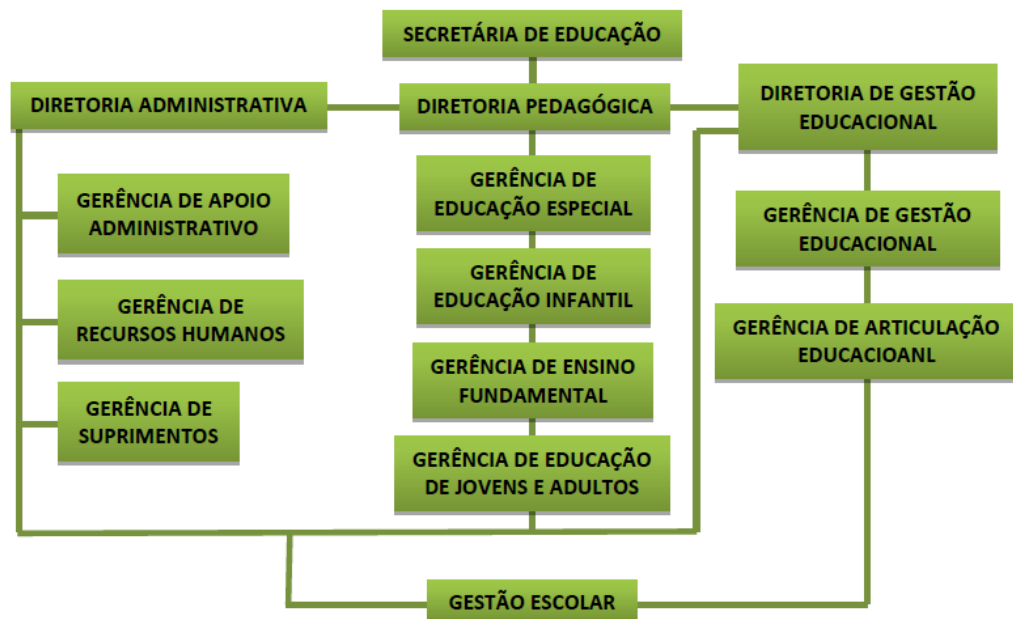 SECRETÁRIA DE EDUCAÇÃO
DIRETORIA ADMINISTRATIVA
DIRETORIA PEDAGÓGICA
DIRETORIA DE GESTÃO
EDUCACIONAL
GERÊNCIA DE APOIO
ADMINISTRATIVO
GERÊNCIA DE
RECURSOS HUMANOS
GERÊNCIA DE
SUPRIMENTOS
GERÊNCIA DE
EDUCAÇÃO ESPECIAL
GERÊNCIA DE
EDUCAÇÃO INFANTIL
GERÊNCIA DE ENSINO
FUNDAMENTAL
GERÊNCIA DE EDUCAÇÃO
DE JOVENS E ADULTOS
GERÊNCIA DE GESTÃO
EDUCACIONAL
GERÊNCIA DE ARTICULAÇÃO
EDUCACIOANL
GESTÃO ESCOLAR